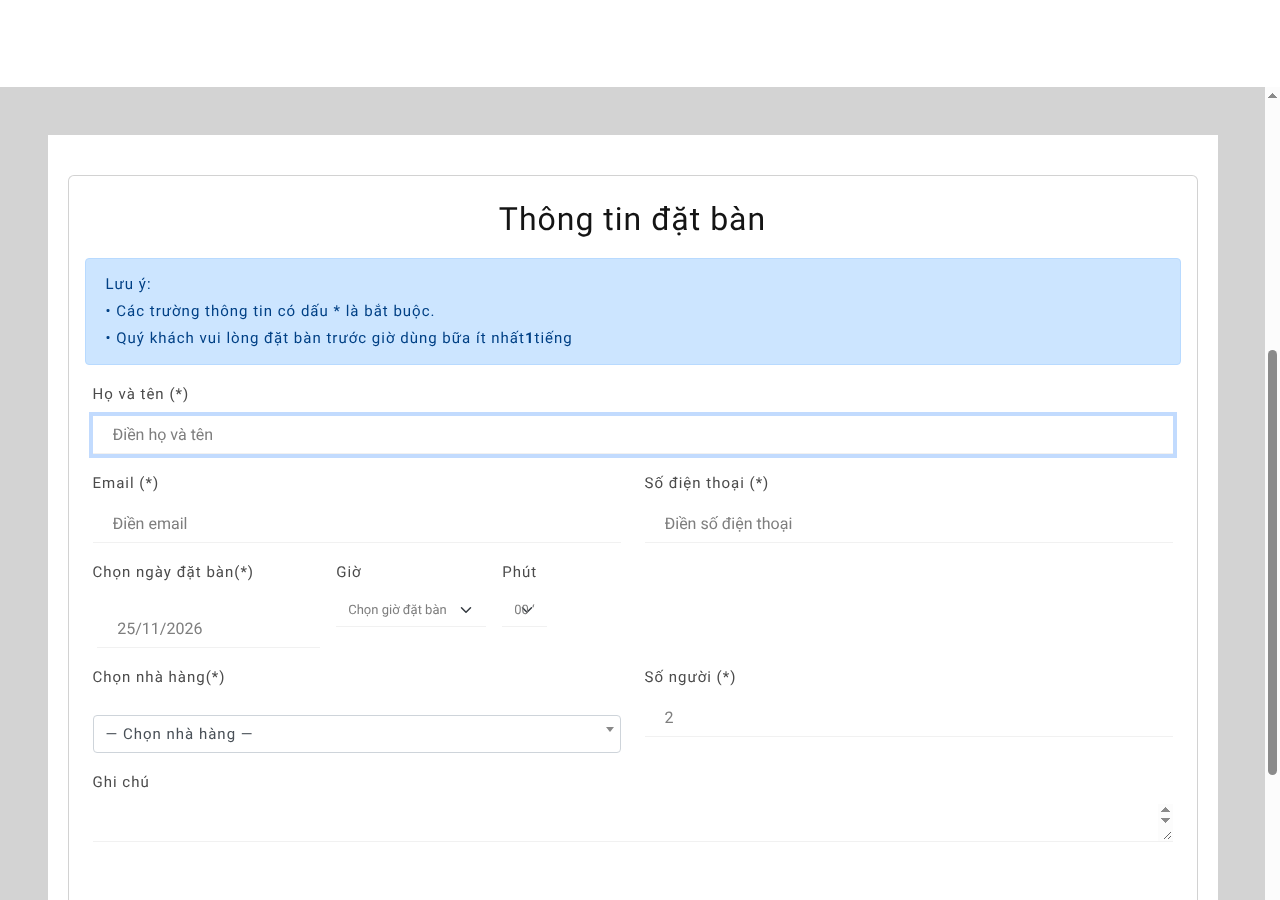 Thông tin đặt bàn
Lưu ý:
• Các trường thông tin có dấu * là bắt buộc.
• Quý khách vui lòng đặt bàn trước giờ dùng bữa ít nhất1tiếng
Họ và tên (*)
Điền họ và tên
Email (*)
Số điện thoại (*)
Điền email
Điền số điện thoại
Chọn ngày đặt bàn(*)
Giờ
Phút
Chọn giờ đặt bàn
00
25/11/2026
Chọn nhà hàng(*)
Số người (*)
2
— Chọn nhà hàng —
Ghi chú